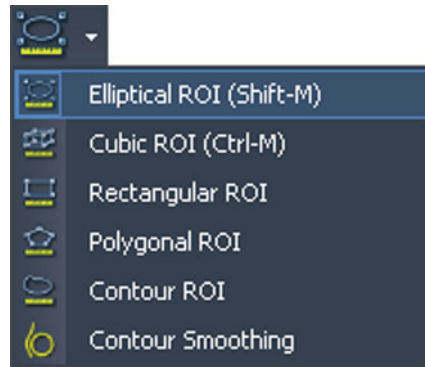 Elliptical ROI (Shift-M)
Cubic ROI (Ctrl-M)
Rectangular ROI
Polygonal ROI
Contour ROI
Contour Smoothing